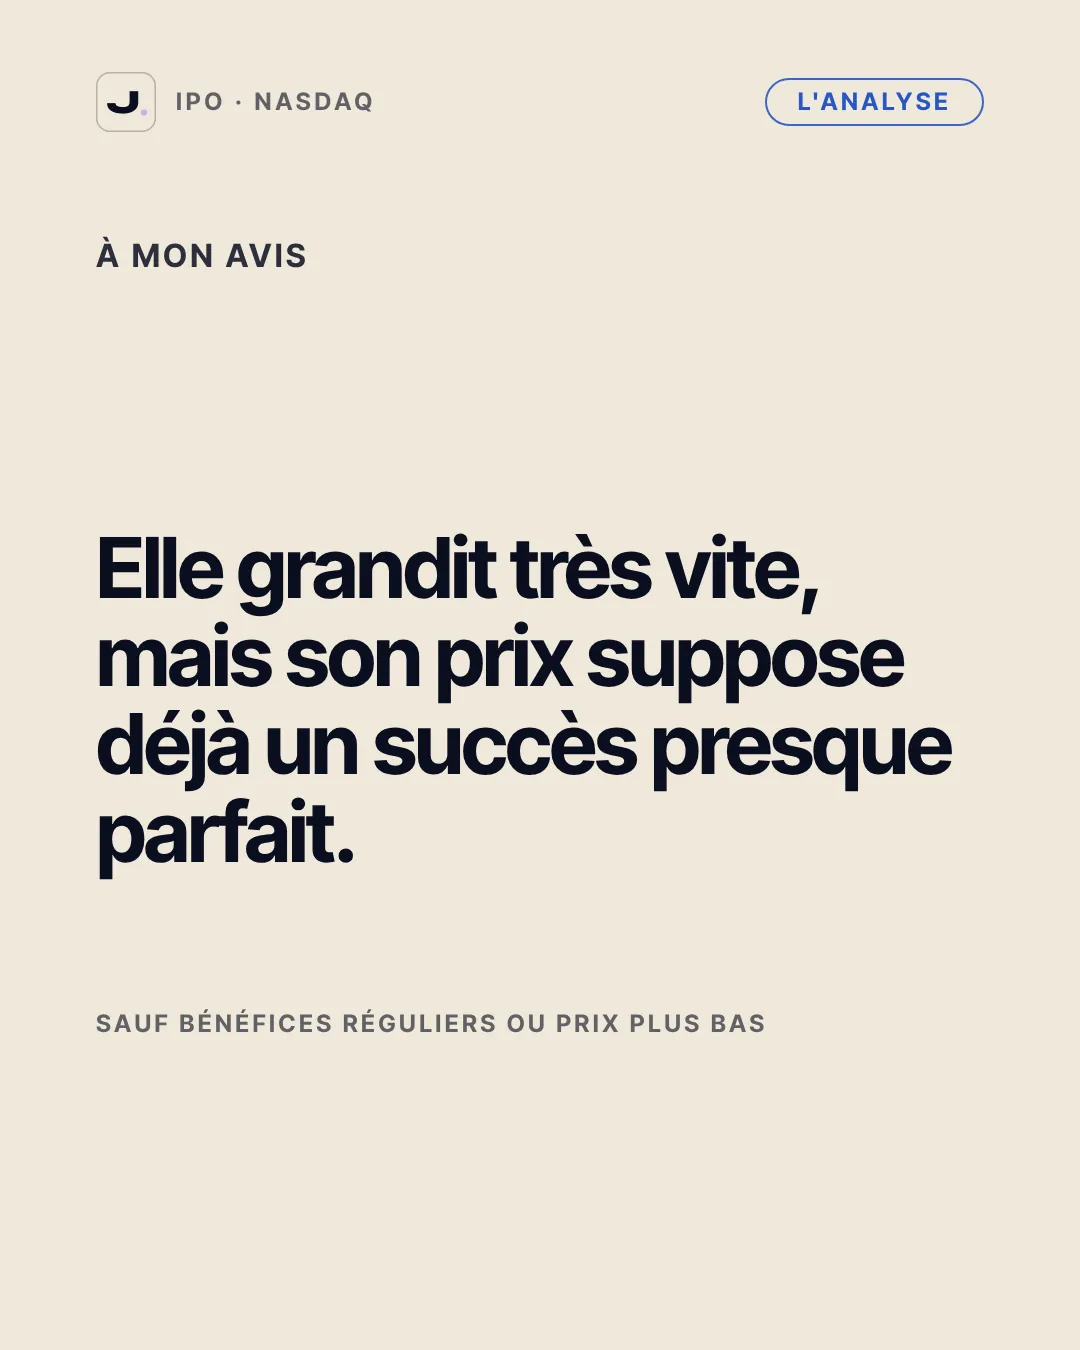 J.
IPO · NASDAQ
L'ANALYSE
À MON AVIS
Elle grandit très vite,
mais son prix suppose
déjà un succès presque
parfait.
SAUF BÉNÉFICES RÉGULIERS OU PRIX PLUS BAS